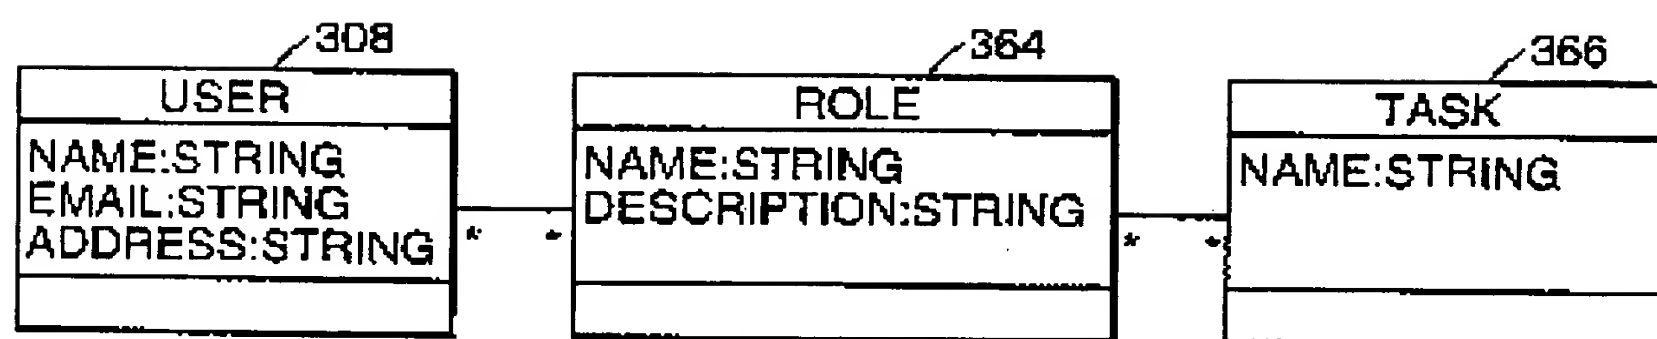 308
364
366
USER
ROLE
TASK
NAME:STRING
EMAIL:STRING
ADDRESS:STRING
NAME:STRING
DESCRIPTION:STRING
NAME:STRING
* *
* *